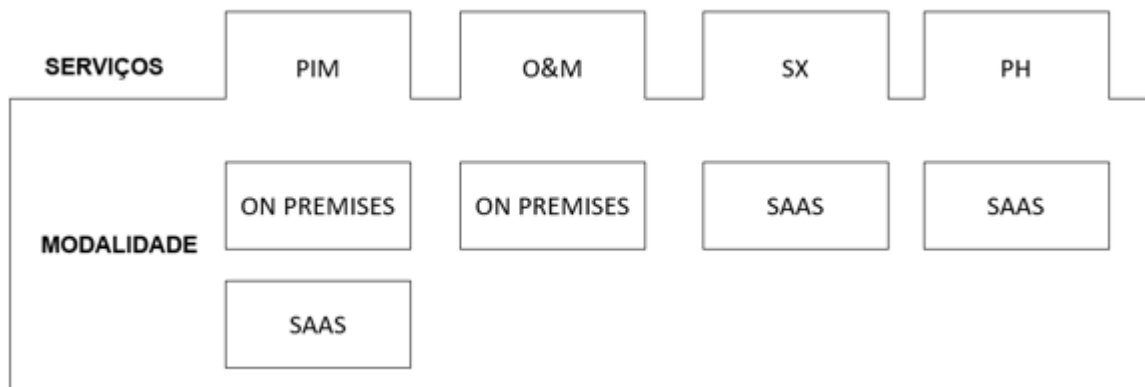 SERVIÇOS PIM O&M SX PH
MODALIDADE
ON PREMISES ON PREMISES SAAS SAAS
SAAS